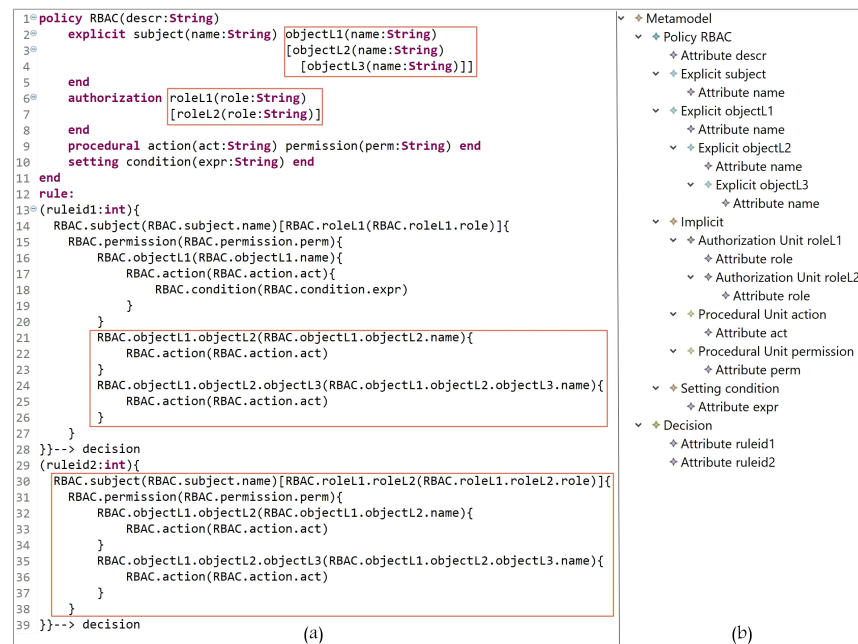 1 policy RBAC(descr:String)
2 explicit subject(name:String) objectL1(name:String)
3 [objectL2(name:String)
4 [objectL3(name:String)]]
5 end
6 authorization roleL1(role:String)
7 [roleL2(role:String)]
8 end
9 procedural action(act:String) permission(perm:String) end
10 setting condition(expr:String) end
11 end
12 rule:
13 (ruleid1:int){
14 RBAC.subject(RBAC.subject.name)[RBAC.roleL1(RBAC.roleL1.role)]{
15 RBAC.permission(RBAC.permission.perm){
16 RBAC.objectL1(RBAC.objectL1.name){
17 RBAC.action(RBAC.action.act){
18 RBAC.condition(RBAC.condition.expr)
19 }
20 }
21 RBAC.objectL1.objectL2(RBAC.objectL1.objectL2.name){
22 RBAC.action(RBAC.action.act)
23 }
24 RBAC.objectL1.objectL2.objectL3(RBAC.objectL1.objectL2.objectL3.name){
25 RBAC.action(RBAC.action.act)
26 }
27 }
28 }}--> decision
29 (ruleid2:int){
30 RBAC.subject(RBAC.subject.name)[RBAC.roleL1.roleL2(RBAC.roleL1.roleL2.role)]{
31 RBAC.permission(RBAC.permission.perm){
32 RBAC.objectL1.objectL2(RBAC.objectL1.objectL2.name){
33 RBAC.action(RBAC.action.act)
34 }
35 RBAC.objectL1.objectL2.objectL3(RBAC.objectL1.objectL2.objectL3.name){
36 RBAC.action(RBAC.action.act)
37 }
38 }
39 }}--> decision
(a)
Metamodel
Policy RBAC
Attribute descr
Explicit subject
Attribute name
Explicit objectL1
Attribute name
Explicit objectL2
Attribute name
Explicit objectL3
Attribute name
Implicit
Authorization Unit roleL1
Attribute role
Authorization Unit roleL2
Attribute role
Procedural Unit action
Attribute act
Procedural Unit permission
Attribute perm
Setting condition
Attribute expr
Decision
Attribute ruleid1
Attribute ruleid2
(b)